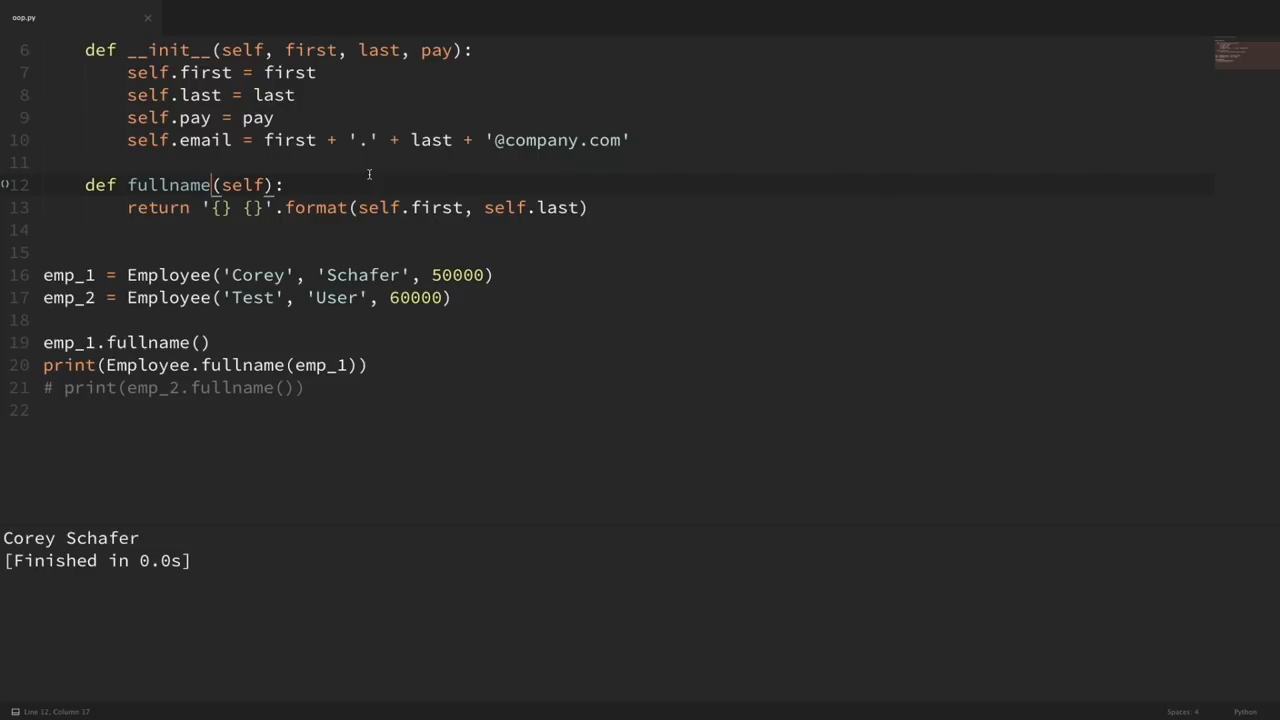 oop.py ×
6     def __init__(self, first, last, pay):
7         self.first = first
8         self.last = last
9         self.pay = pay
10         self.email = first + '.' + last + '@company.com'
11
()12     def fullname(self):
13         return '{} {}'.format(self.first, self.last)
14
15
16 emp_1 = Employee('Corey', 'Schafer', 50000)
17 emp_2 = Employee('Test', 'User', 60000)
18
19 emp_1.fullname()
20 print(Employee.fullname(emp_1))
21 # print(emp_2.fullname())
22
Corey Schafer
[Finished in 0.0s]
Line 12, Column 17 Spaces: 4 Python